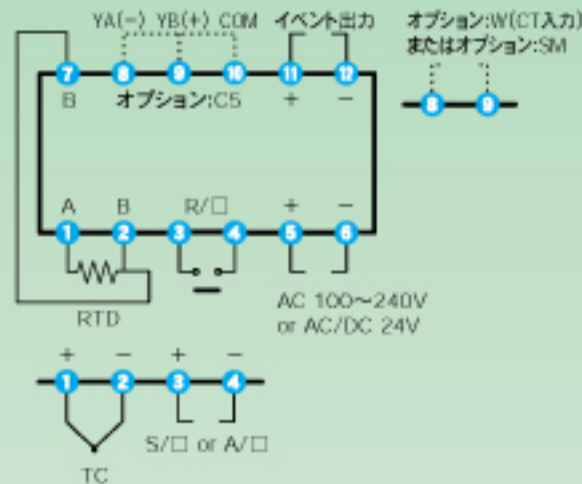 YA(−) YB(+) COM イベント出力 オプション:W(CT入力)
またはオプション:SM
7 8 9 10 11 12
B オプション:C5 + −
8 9
A B R/□ + −
1 2 3 4 5 6
RTD
AC 100～240V
or AC/DC 24V
+ − + −
1 2 3 4
S/□ or A/□
TC